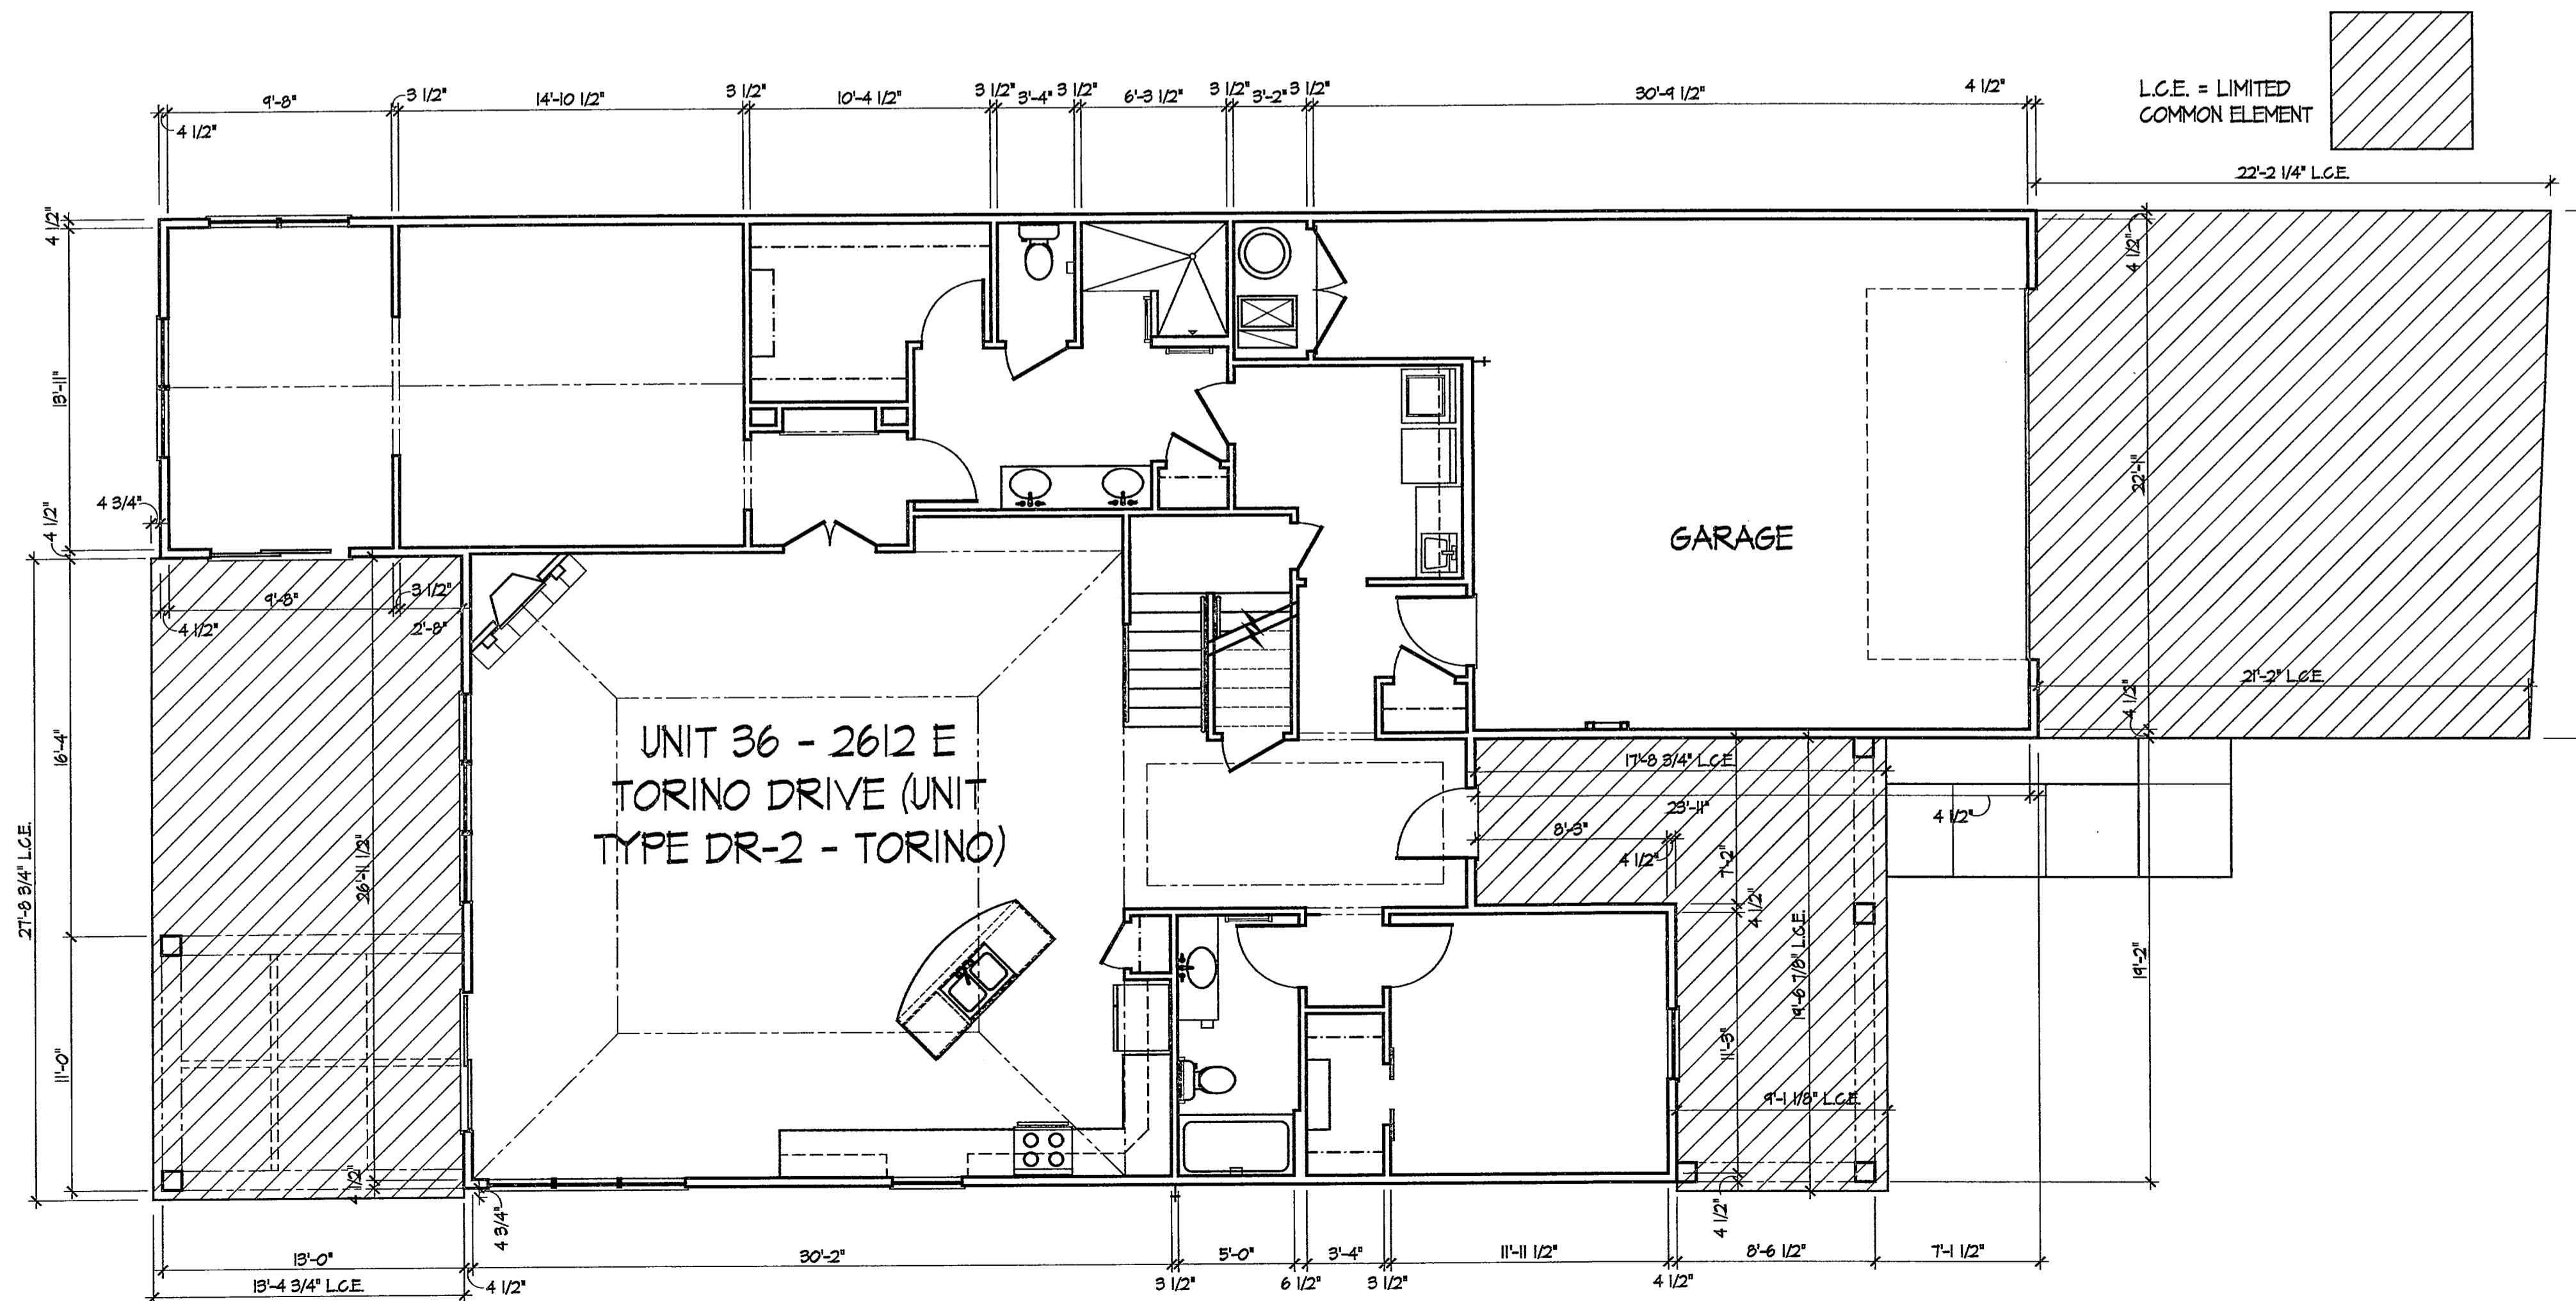 L.C.E. = LIMITED
COMMON ELEMENT
9'-8" 3 1/2" 14'-10 1/2" 3 1/2" 10'-4 1/2" 3 1/2" 3'-4" 3 1/2" 6'-3 1/2" 3 1/2" 3'-2" 3 1/2" 30'-9 1/2" 4 1/2"
4 1/2"
22'-2 1/4" L.C.E.
4 1/2"
4 1/2"
13'-11"
22'-1"
4 3/4"
4 1/2"
GARAGE
9'-8" 3 1/2"
4 1/2" 2'-8"
21'-2" L.C.E.
4 1/2"
UNIT 36 - 2612 E
TORINO DRIVE (UNIT
TYPE DR-2 - TORINO)
16'-4"
17'-8 3/4" L.C.E.
23'-11"
4 1/2"
8'-3"
4 1/2"
7'-2"
4 1/2"
27'-8 3/4" L.C.E.
26'-11 1/2"
19'-6 7/8" L.C.E.
19'-2"
11'-0"
11'-3"
9'-1 1/8" L.C.E.
4 1/2"
4 3/4"
4 1/2"
13'-0" 30'-2" 5'-0" 3'-4" 11'-11 1/2" 8'-6 1/2" 7'-1 1/2"
13'-4 3/4" L.C.E. 4 1/2" 3 1/2" 6 1/2" 3 1/2" 4 1/2"